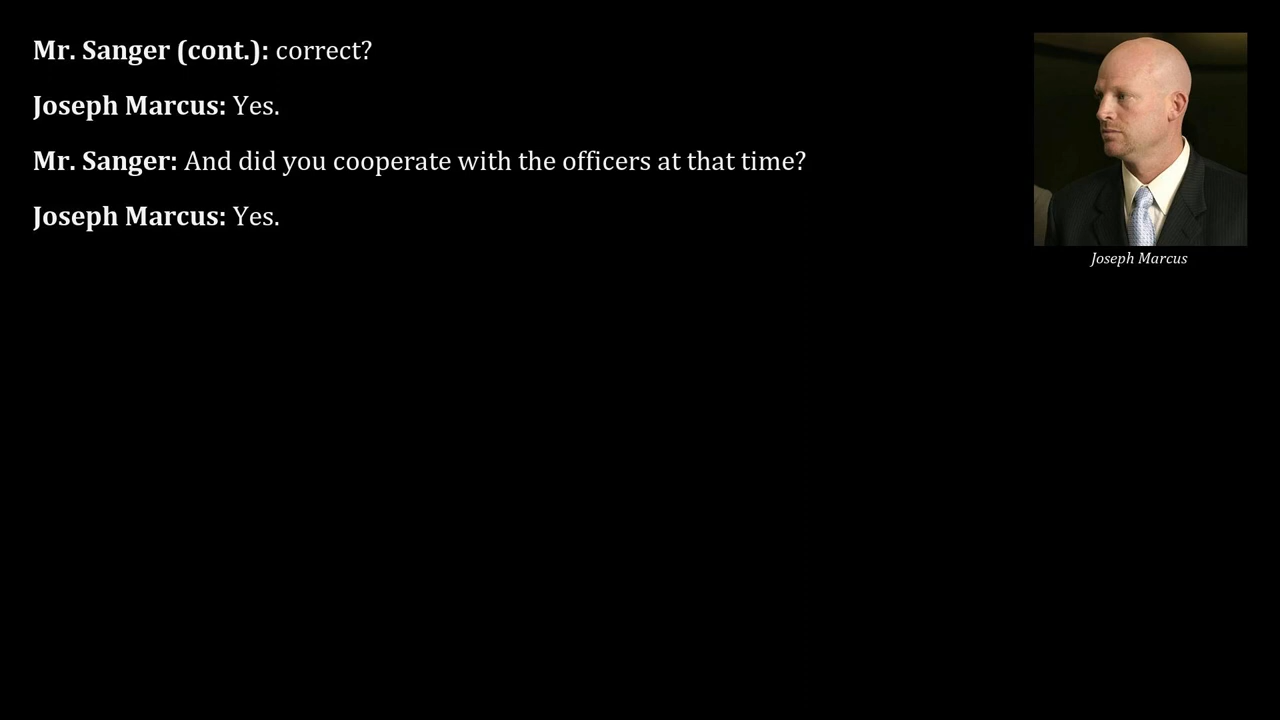 Mr. Sanger (cont.): correct?
Joseph Marcus: Yes.
Mr. Sanger: And did you cooperate with the officers at that time?
Joseph Marcus: Yes.
Joseph Marcus